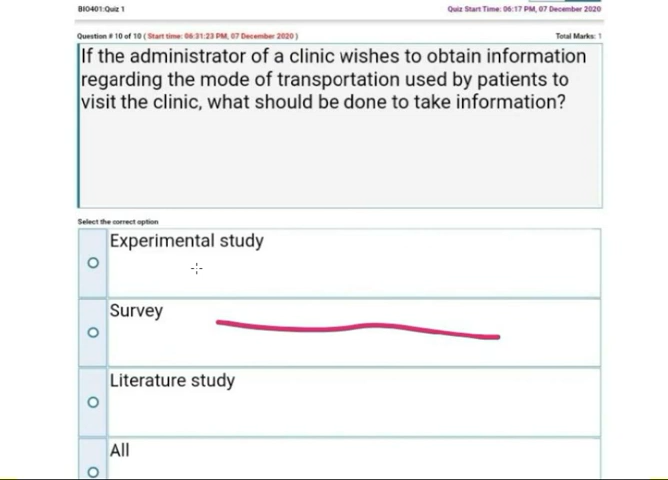 BIO401:Quiz 1
Quiz Start Time: 06:17 PM, 07 December 2020
Question # 10 of 10 ( Start time: 06:31:23 PM, 07 December 2020 )
Total Marks: 1
If the administrator of a clinic wishes to obtain information
regarding the mode of transportation used by patients to
visit the clinic, what should be done to take information?
Select the correct option
Experimental study
Survey
Literature study
All